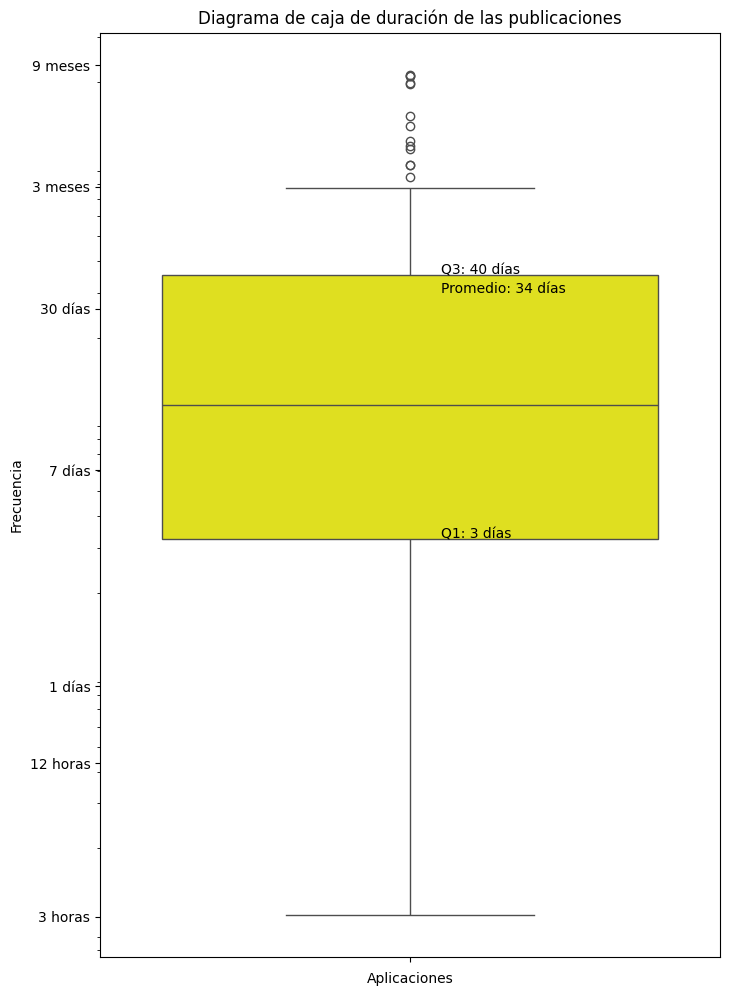 Diagrama de caja de duración de las publicaciones
9 meses
3 meses
Q3: 40 días
Promedio: 34 días
30 días
7 días
Frecuencia
Q1: 3 días
1 días
12 horas
3 horas
Aplicaciones